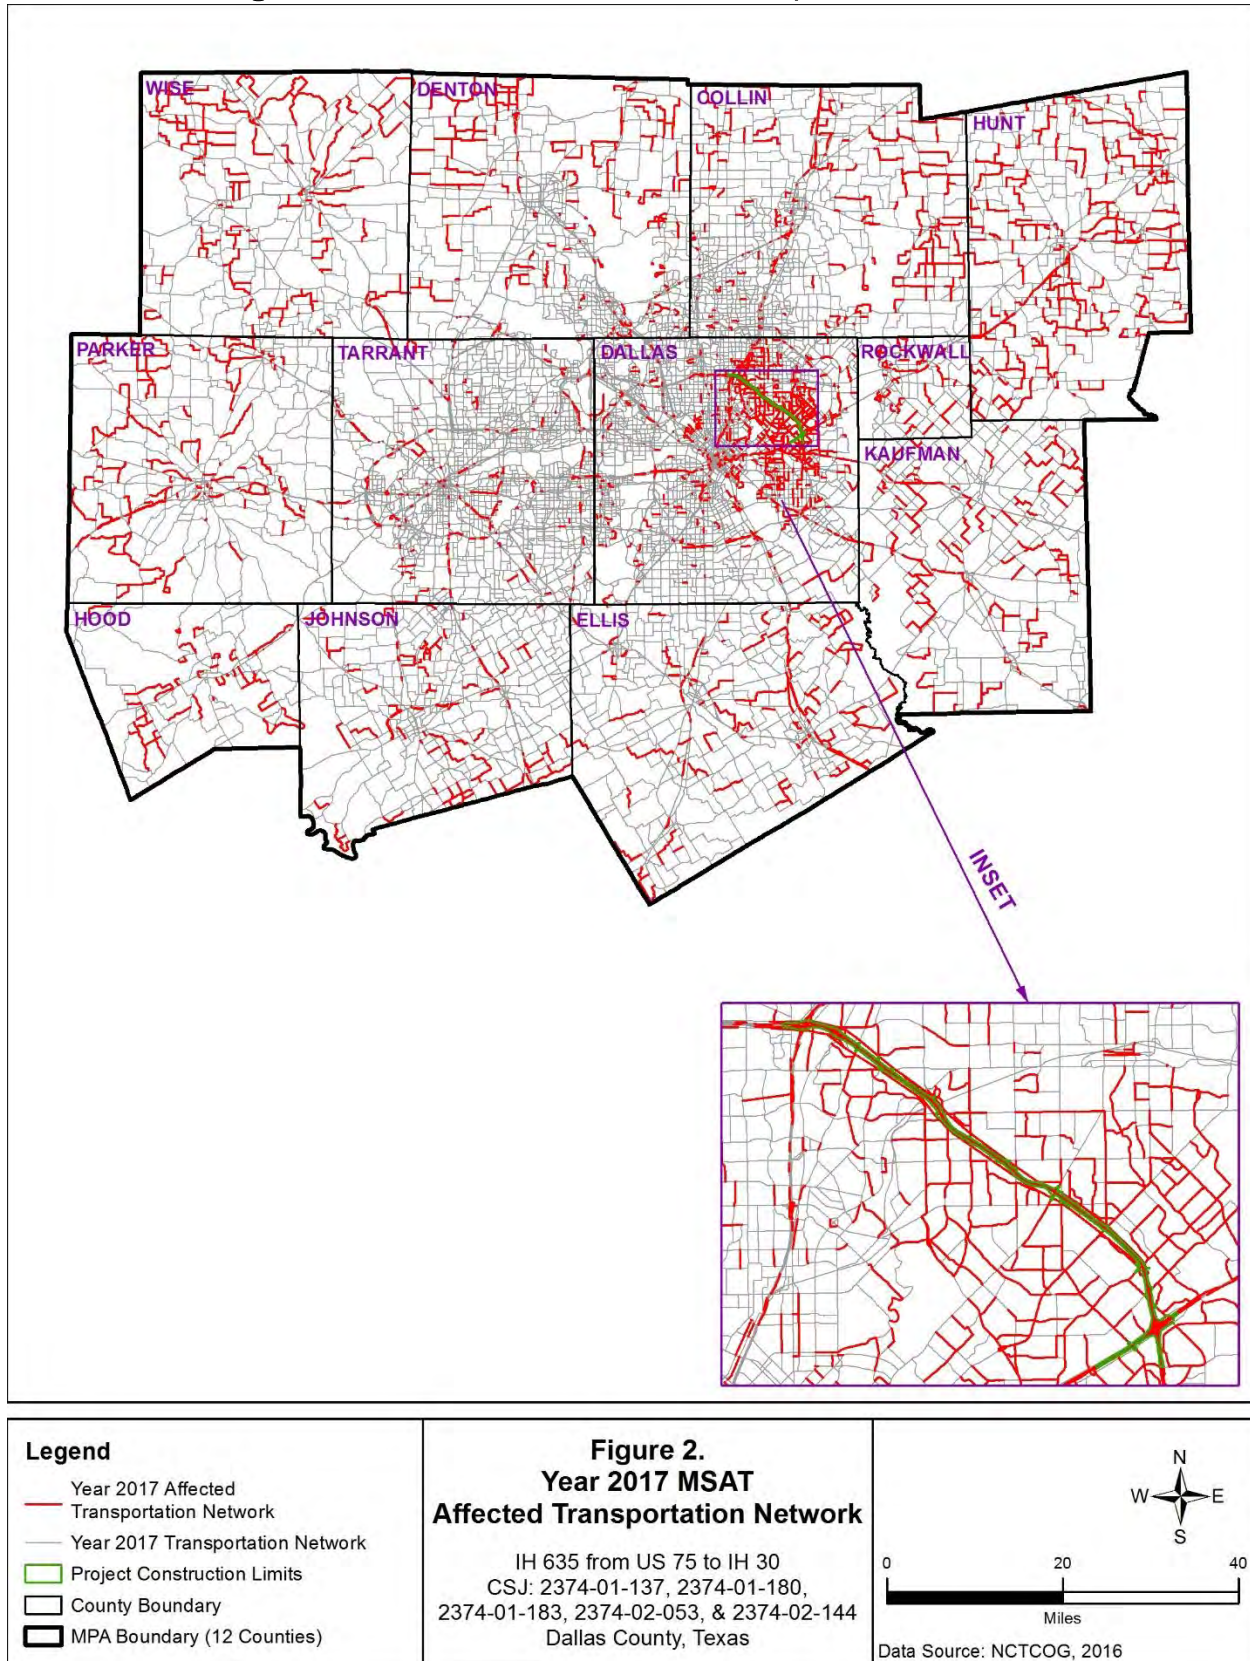 WISE
DENTON
COLLIN
HUNT
PARKER
TARRANT
DALLAS
ROCKWALL
KAUFMAN
HOOD
JOHNSON
ELLIS
INSET
Legend
Year 2017 Affected
Transportation Network
Year 2017 Transportation Network
Project Construction Limits
County Boundary
MPA Boundary (12 Counties)
Figure 2.
Year 2017 MSAT
Affected Transportation Network
IH 635 from US 75 to IH 30
CSJ: 2374-01-137, 2374-01-180,
2374-01-183, 2374-02-053, & 2374-02-144
Dallas County, Texas
N
W E
S
0 20 40
Miles
Data Source: NCTCOG, 2016